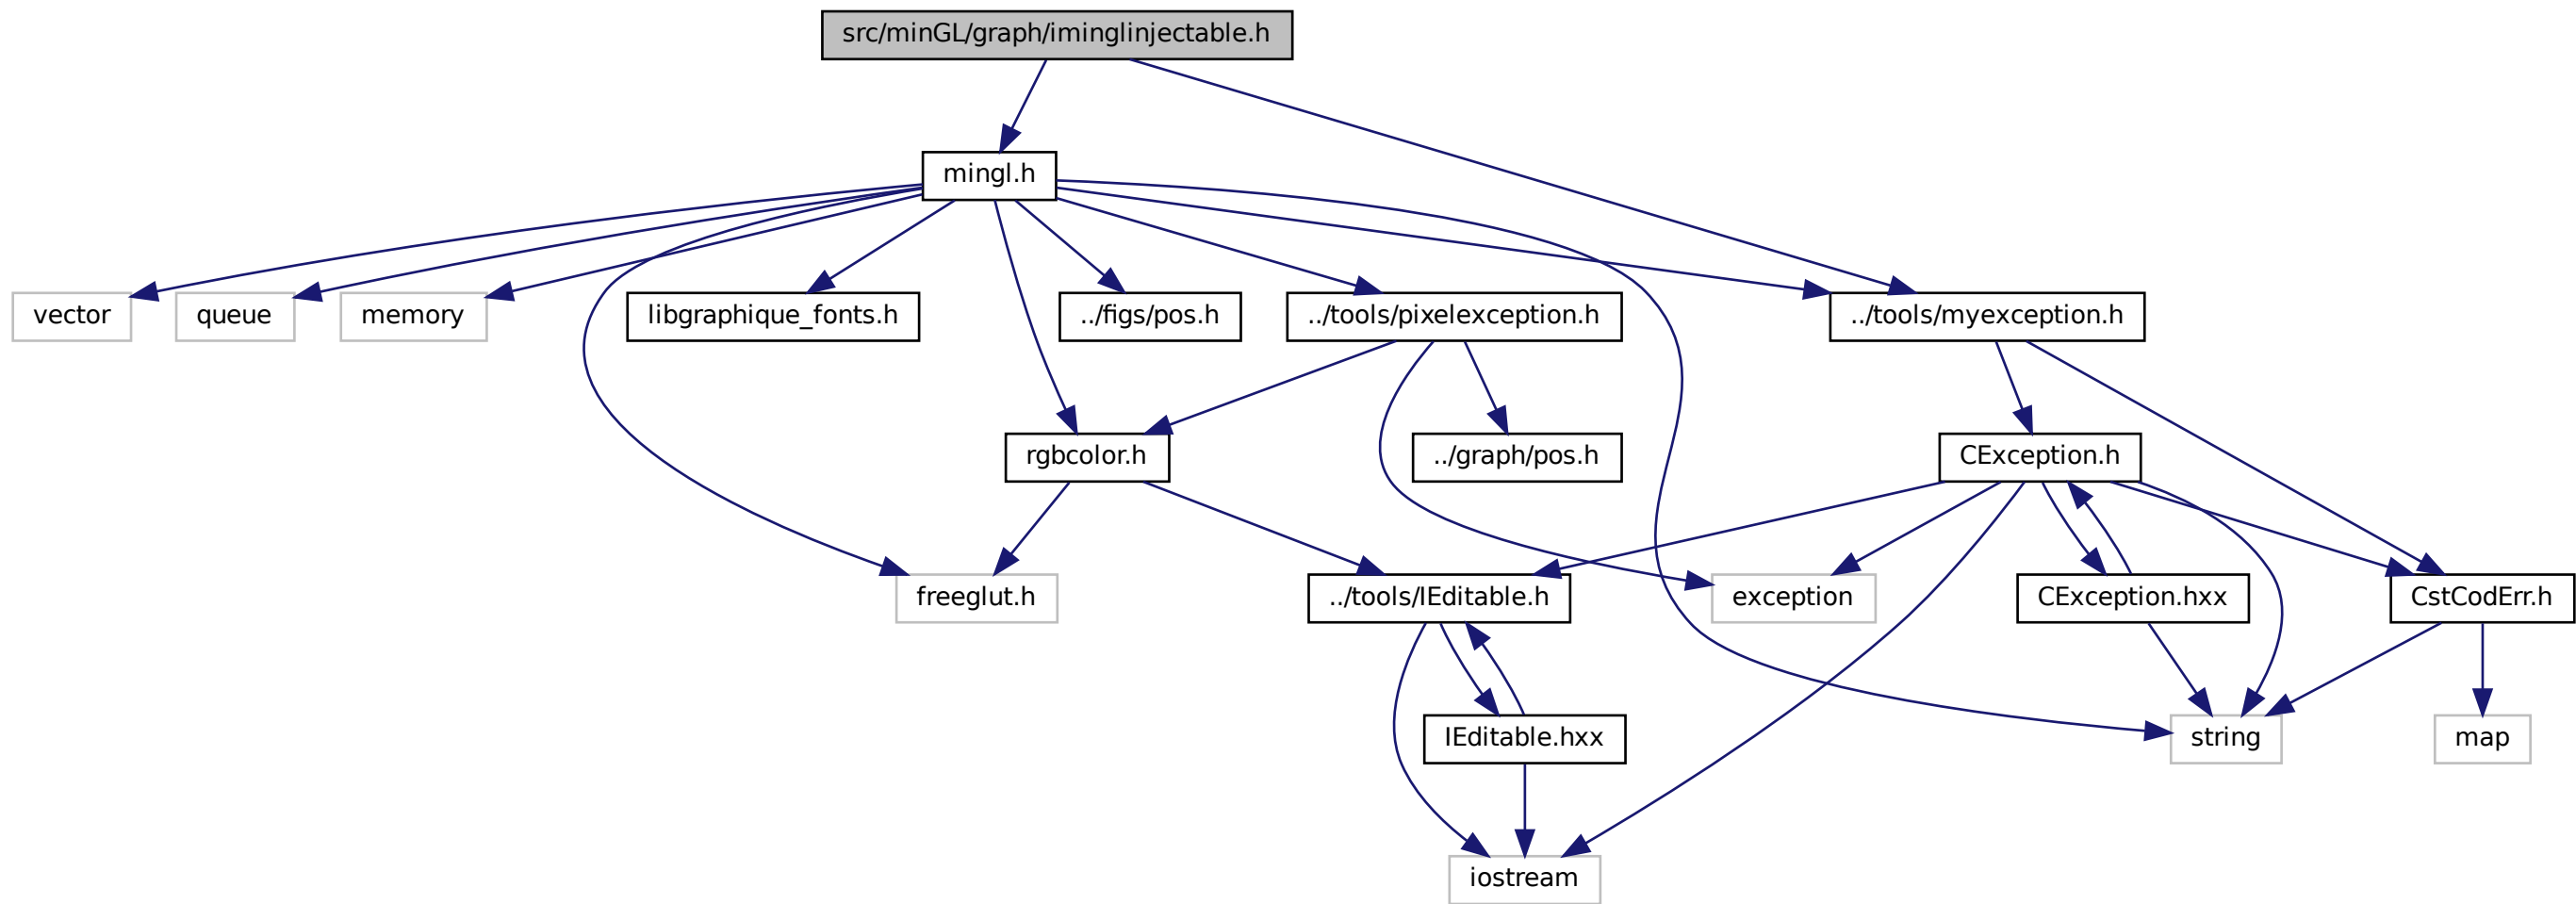 src/minGL/graph/iminglinjectable.h
mingl.h
vector
queue
memory
libgraphique_fonts.h
../figs/pos.h
../tools/pixelexception.h
../tools/myexception.h
rgbcolor.h
../graph/pos.h
CException.h
freeglut.h
../tools/IEditable.h
exception
CException.hxx
CstCodErr.h
IEditable.hxx
string
map
iostream